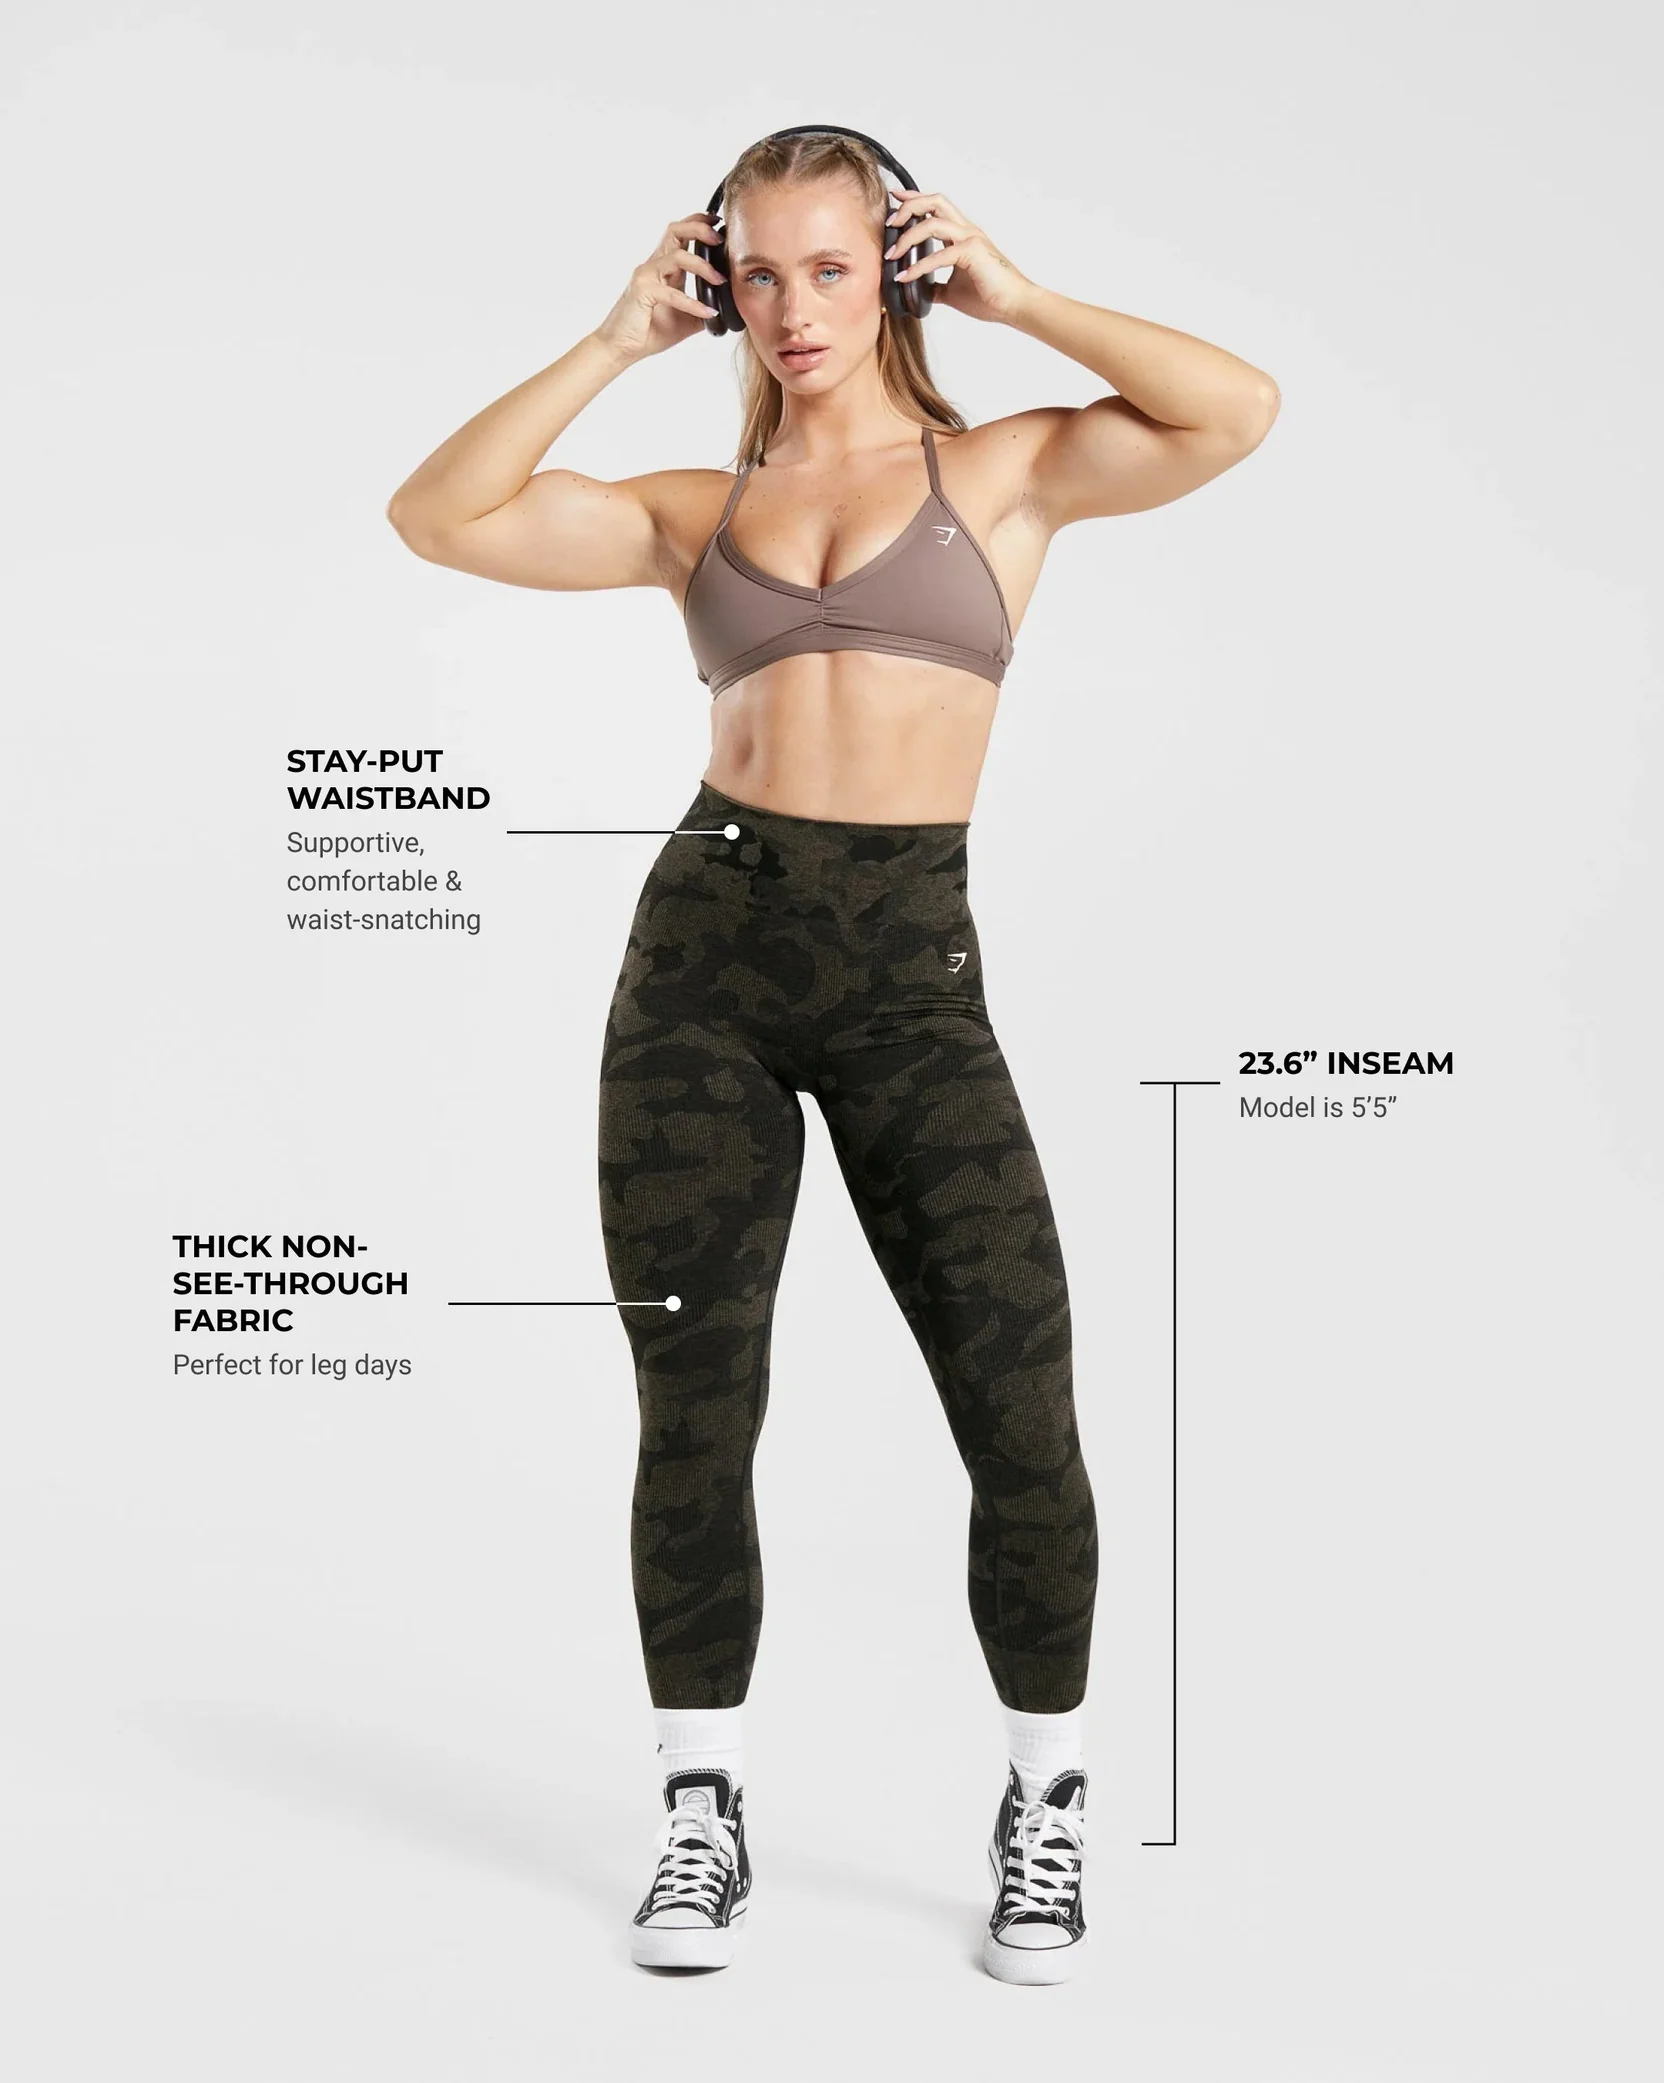 STAY-PUT
WAISTBAND
Supportive,
comfortable &
waist-snatching
23.6” INSEAM
Model is 5’5”
THICK NON-
SEE-THROUGH
FABRIC
Perfect for leg days